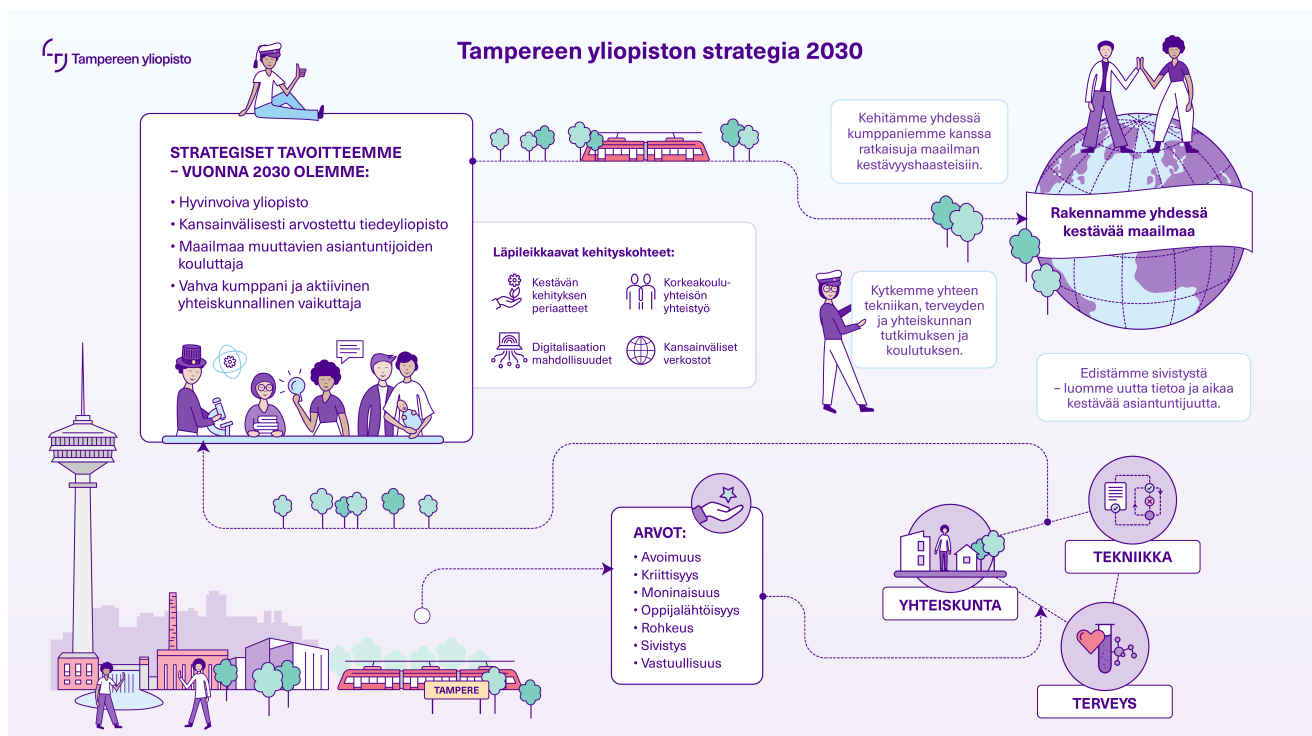 Tampereen yliopisto
Tampereen yliopiston strategia 2030
STRATEGISET TAVOITTEEMME
– VUONNA 2030 OLEMME:
• Hyvinvoiva yliopisto
• Kansainvälisesti arvostettu tiedeyliopisto
• Maailmaa muuttavien asiantuntijoiden
kouluttaja
• Vahva kumppani ja aktiivinen
yhteiskunnallinen vaikuttaja
Läpileikkaavat kehityskohteet:
Kestävän
kehityksen
periaatteet
Korkeakoulu-
yhteisön
yhteistyö
Digitalisaation
mahdollisuudet
Kansainväliset
verkostot
Kehitämme yhdessä
kumppaniemme kanssa
ratkaisuja maailman
kestävyyshaasteisiin.
Rakennamme yhdessä
kestävää maailmaa
Kytkemme yhteen
tekniikan, terveyden
ja yhteiskunnan
tutkimuksen ja
koulutuksen.
Edistämme sivistystä
– luomme uutta tietoa ja aikaa
kestävää asiantuntijuutta.
ARVOT:
• Avoimuus
• Kriittisyys
• Moninaisuus
• Oppijalähtöisyys
• Rohkeus
• Sivistys
• Vastuullisuus
YHTEISKUNTA
TEKNIIKKA
TERVEYS
TAMPERE